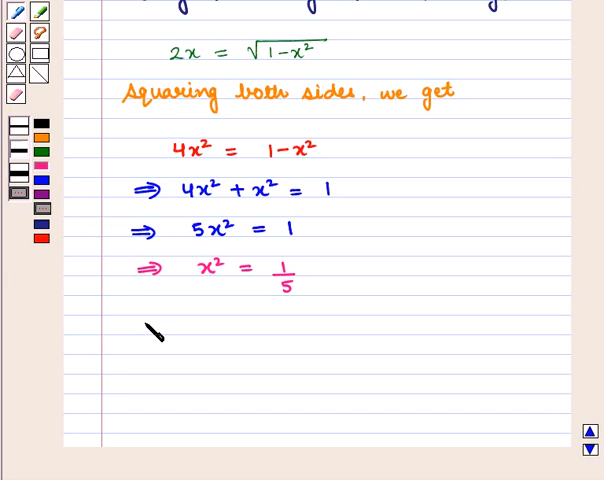 2x = √1-x²
Squaring both sides, we get
4x² = 1-x²
⇒ 4x² + x² = 1
⇒ 5x² = 1
⇒ x² = 1/5